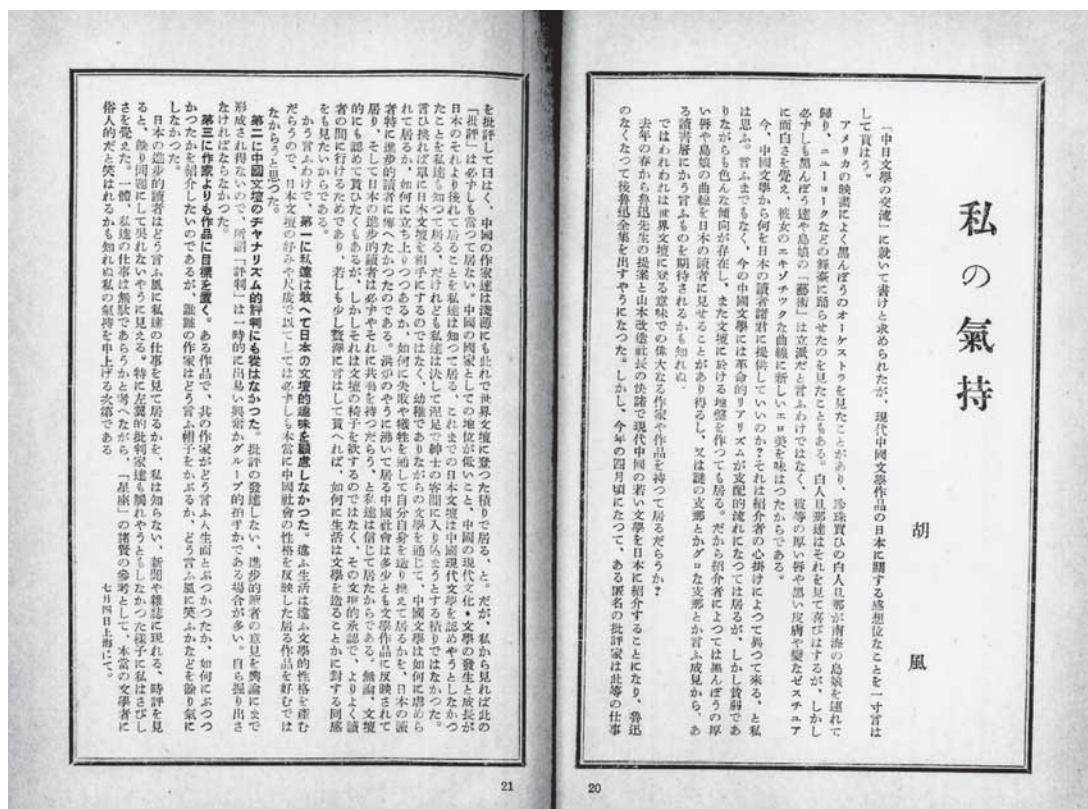 私の氣持
胡風
「中日文學の交流」に就いて書けと求められたが、現代中國文學作品の日本に關する感想位なことを一寸言は
して貰はう。
アメリカの映畫によく黒んぼうのオーケストラを見たことがあり、珍珠買ひの白人旦那が南海の島娘を連れて
歸り、ニューヨークなどの舞臺に踊らせたのを見たこともある。白人旦那達はそれを見て喜びはするが、しかし
必ずしも黒んぼう達や島娘の「藝術」は立派だと言ふわけではなく、彼等の厚い唇や黒い皮膚や變なゼスチユア
に面白さを覺え、彼女のエキゾチツクな曲線に新しいエロ美を味はつたからである。
今、中國文學から何を日本の讀者諸君に提供していいのか？それは紹介者の心掛けによつて異つて來る、と私
は思ふ。言ふまでもなく、今の中國文學には革命的リアリズムが支配的流れになつては居るが、しかし貧弱であ
りながらも色んな傾向が存在し、また文壇に於ける地盤を作つても居る。だから紹介者によつては黒んぼうの厚
い唇や島娘の曲線を日本の讀者に見せることがあり得るし、又は謎の支那とかグロな支那とか言ふ成見から、あ
る讀書層にかう言ふものを期待されるかも知れぬ。
ではわれわれは世界文壇に登る意味での偉大なる作家や作品を持つて居るだらうか？
去年の春から魯迅先生の提案と山本改造社長の快諾で現代中國の若い文學を日本に紹介することになり、魯迅
のなくなつて後魯迅全集を出すやうになつた。しかし、今年の四月頃になつて、ある匿名の批評家は此等の仕事
20
を批評して曰はく、中國の作家達は淺薄にも此れで世界文壇に登つた積りで居る、と。だが、私から見れば此の
「批評」は必ずしも當つて居ない。中國の國家としての地位が低いこと、中國の現代文化・文學の發生と成長が
日本のそれより後れて居ることを私達は知つて居る、これまでの日本文壇は中國現代文學を認めやうとしなかつ
たことを私達も知つて居る、だけれども私達は決して泥足で紳士の客間に入り込まうとする積りではなかつた。
言ひ換れば單に日本文壇を相手にするのではなく、幼稚でありながらの文學を通じて、中國文學は如何に虐めら
れて居るか、如何に立ち上りつつあるか、如何に失敗や犧牲を通して自分自身を送り換えて居るかを、日本の讀
者特に進步的讀者に傳へたかつたのである。洪爐のやうに沸いて居る中國社會は多少とも文學作品に反映されて
居り、そして日本の進步的讀者は必ずやそれに共鳴を持つだらう、と私達は信じて居たからである。無論、文壇
的にも認めて貰ひたくもあるが、しかしそれは文壇の椅子を欲するのではなく、その文壇的承認で、よりよく讀
者の間に行けるためであり、若しも少し贅澤に言はして貰へれば、如何に生活は文學を造ることかに對する同感
をも見たいからである。
かう言ふわけで、第一に私達は敢へて日本の文壇的趣味を顧慮しなかつた。違ふ生活は違ふ文學的性格を產む
だらうので、日本文壇の好みや尺度で以てしては必ずしも本當に中國社會の性格を反映した居る作品を好むでは
なからうと思つた。
第二に中國文壇のヂャナリズム的評判にも從はなかつた。批評の發達しない、進步的讀者の意見を輿論にまで
形成され得ないので、所謂「評判」は一時的に出易い興奮かグループ的拍手かである場合が多い。自ら掘り出さ
なければならなかつた。
第三に作家よりも作品に目標を置く。ある作品で、其の作家がどう言ふ人生面とぶつかつたか、如何にぶつつ
かつたかを紹介したいのであるが、誰誰の作家はどう言ふ帽子をかぶるか、どう言ふ風に笑ふかなどを餘り氣に
しなかつた。
日本の進步的讀者はどう言ふ風に私達の仕事を見て居るかを、私は知らない、新聞や雜誌に現れる、時評を見
ると、餘り問題にして吳れないやうに見える。特に左翼的批判家達も觸れやうともしなかつた樣子に私はさびし
さを覺えた。一體、私達の仕事は無駄であらうかと考へながら、「星座」の諸賢の參考として、本當の文學者に
俗人的だと笑はれるかも知れぬ私の氣持を申上げる次第である
七月四日上海にて。
21